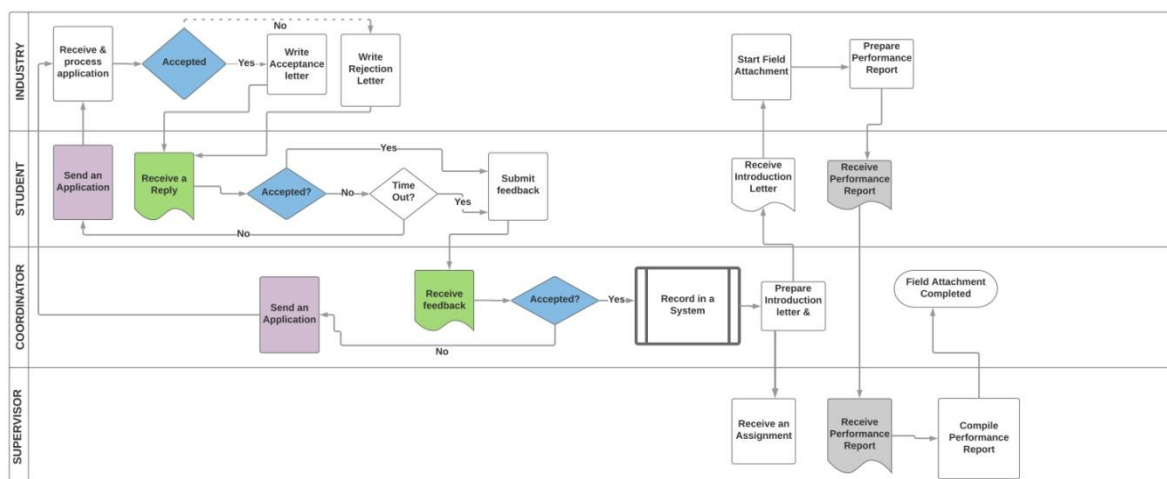 INDUSTRY
Receive &
process
application
Accepted
No
Yes
Write
Acceptance
letter
Write
Rejection
Letter
Start Field
Attachment
Prepare
Performance
Report
STUDENT
Send an
Application
Receive a
Reply
Accepted?
Yes
No
Time
Out?
Yes
No
Submit
feedback
Receive
Introduction
Letter
Receive
Performance
Report
COORDINATOR
Send an
Application
Receive
feedback
Accepted?
Yes
No
Record in a
System
Prepare
Introduction
letter &
Field Attachment
Completed
SUPERVISOR
Receive an
Assignment
Receive
Performance
Report
Compile
Performance
Report